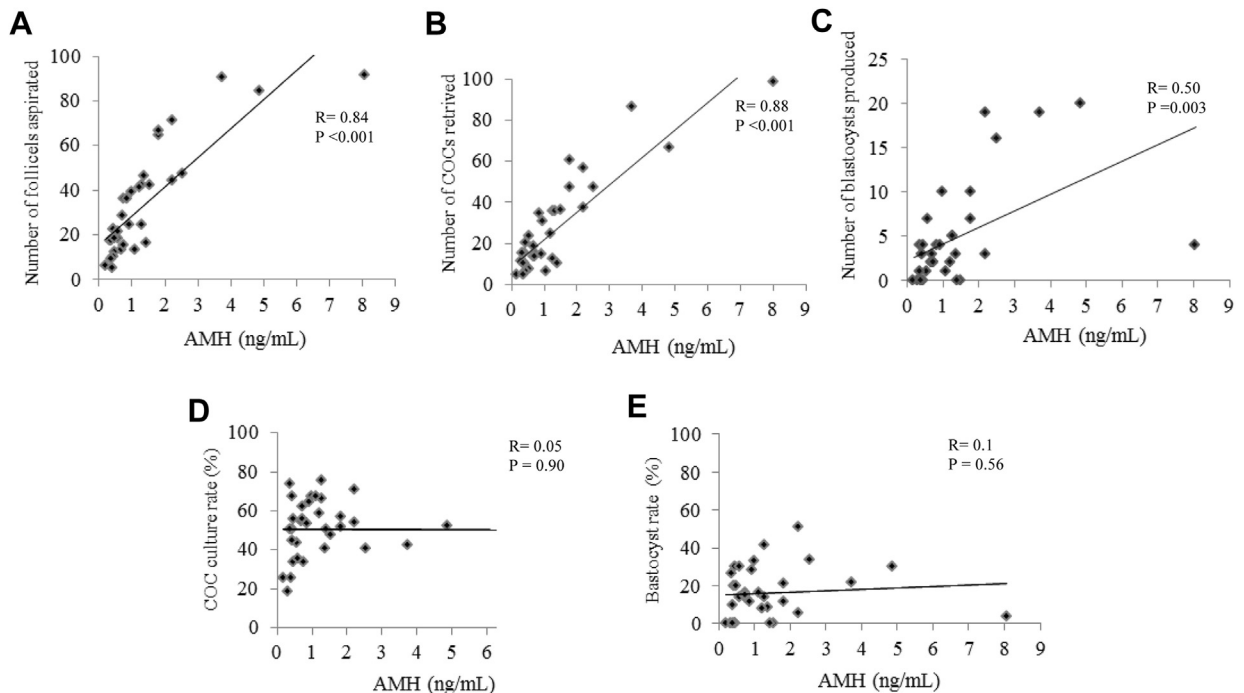 A
Number of follicels aspirated
100
80
60
40
20
0
0 1 2 3 4 5 6 7 8 9
AMH (ng/mL)
R= 0.84
P <0.001
B
Number of COCs retrived
100
80
60
40
20
0
0 1 2 3 4 5 6 7 8 9
AMH (ng/mL)
R= 0.88
P <0.001
C
Number of blastocysts produced
25
20
15
10
5
0
0 1 2 3 4 5 6 7 8 9
AMH (ng/mL)
R= 0.50
P =0.003
D
COC culture rate (%)
100
80
60
40
20
0
0 1 2 3 4 5 6
AMH (ng/mL)
R= 0.05
P = 0.90
E
Bastocyst rate (%)
100
80
60
40
20
0
0 1 2 3 4 5 6 7 8 9
AMH (ng/mL)
R= 0.1
P = 0.56